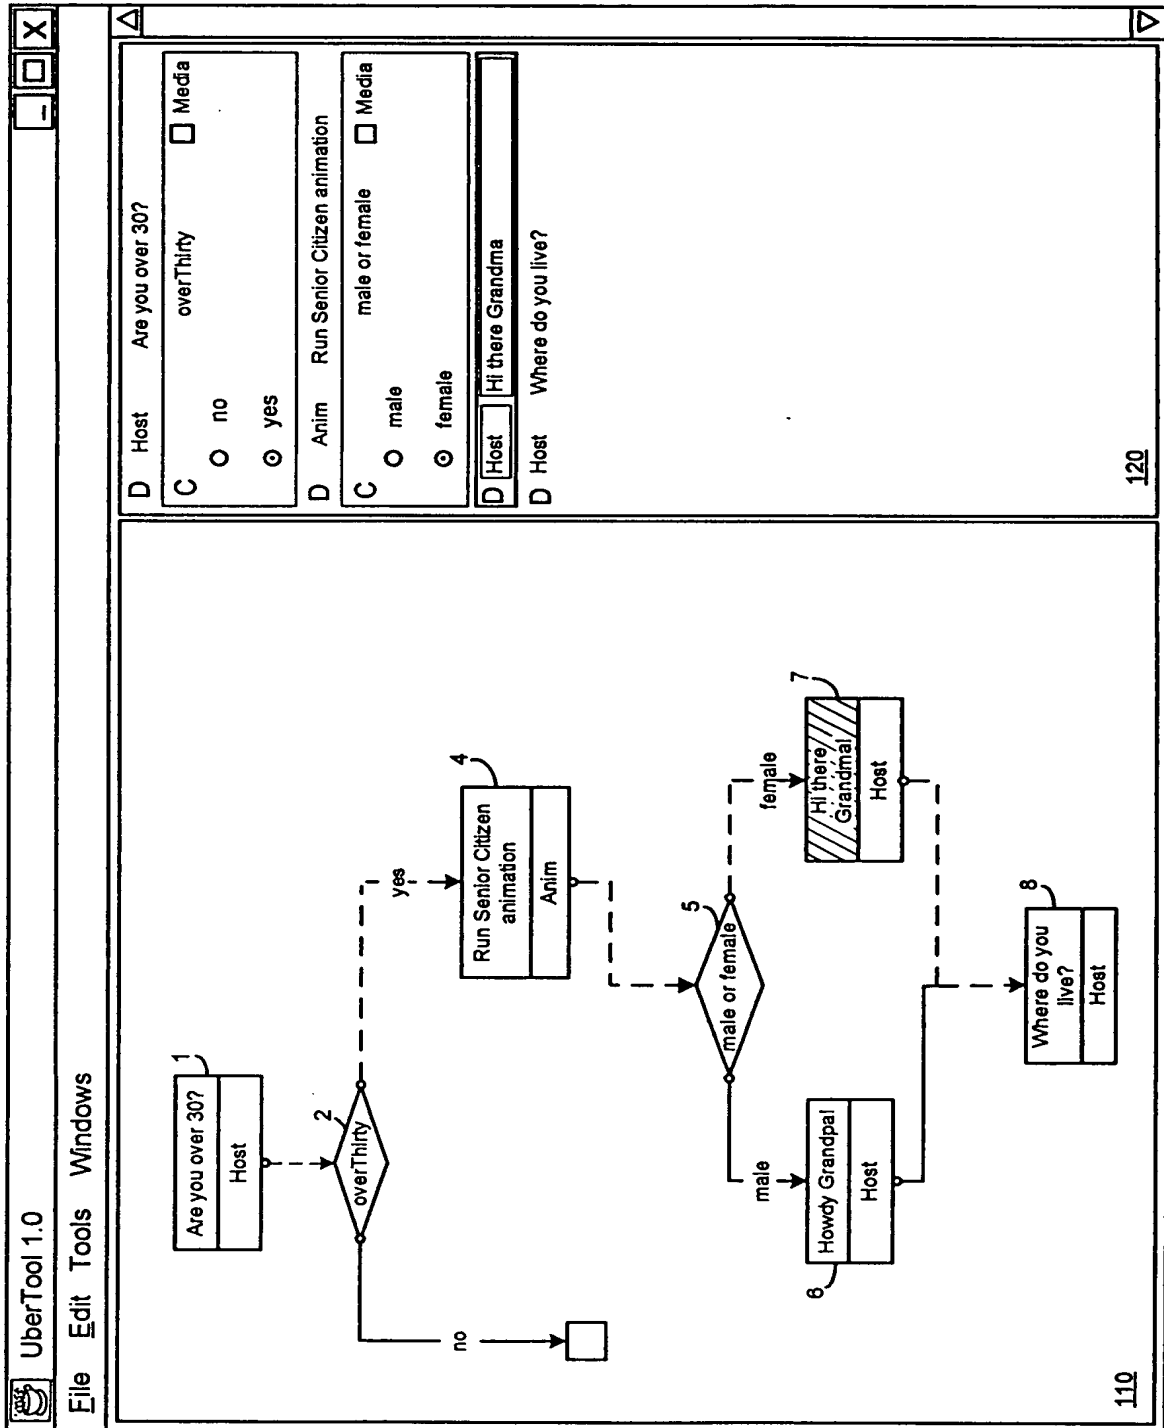 UberTool 1.0
_ X
File Edit Tools Windows
Are you over 30?
Host
1
overThirty
2
no
yes
Run Senior Citizen
animation
Anim
4
male or female
5
male
female
Howdy Grandpa!
Host
6
Hi there
Grandma!
Host
7
Where do you
live?
Host
8
110
D Host Are you over 30?
C overThirty Media
no
yes
D Anim Run Senior Citizen animation
C male or female Media
male
female
D Host Hi there Grandma
D Host Where do you live?
120